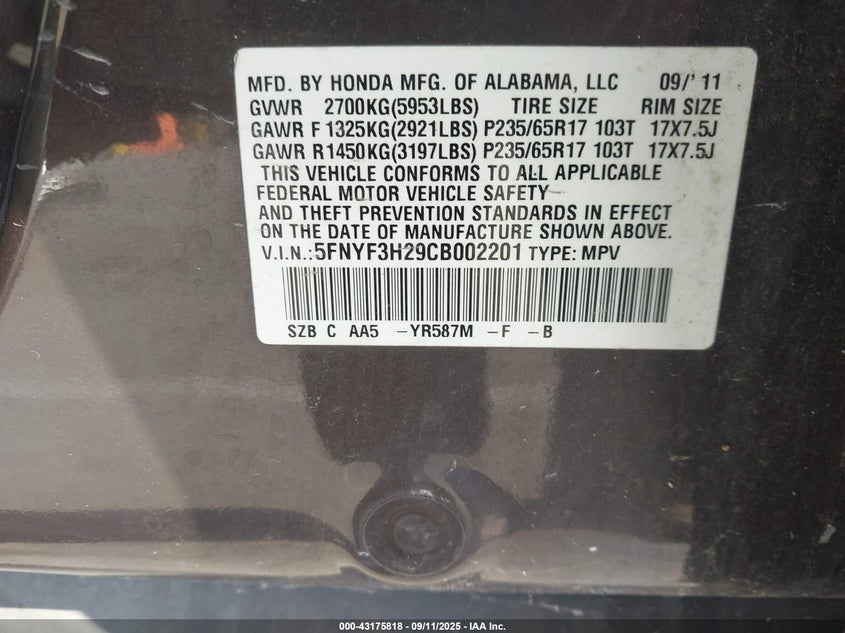 MFD. BY HONDA MFG. OF ALABAMA, LLC 09/'11
GVWR 2700KG(5953LBS) TIRE SIZE RIM SIZE
GAWR F 1325KG(2921LBS) P235/65R17 103T 17X7.5J
GAWR R1450KG(3197LBS) P235/65R17 103T 17X7.5J
THIS VEHICLE CONFORMS TO ALL APPLICABLE
FEDERAL MOTOR VEHICLE SAFETY
AND THEFT PREVENTION STANDARDS IN EFFECT
ON THE DATE OF MANUFACTURE SHOWN ABOVE.
V.I.N.:5FNYF3H29CB002201 TYPE: MPV
SZB C AA5 -YR587M -F -B
000-43175818 - 09/11/2025 - IAA Inc.